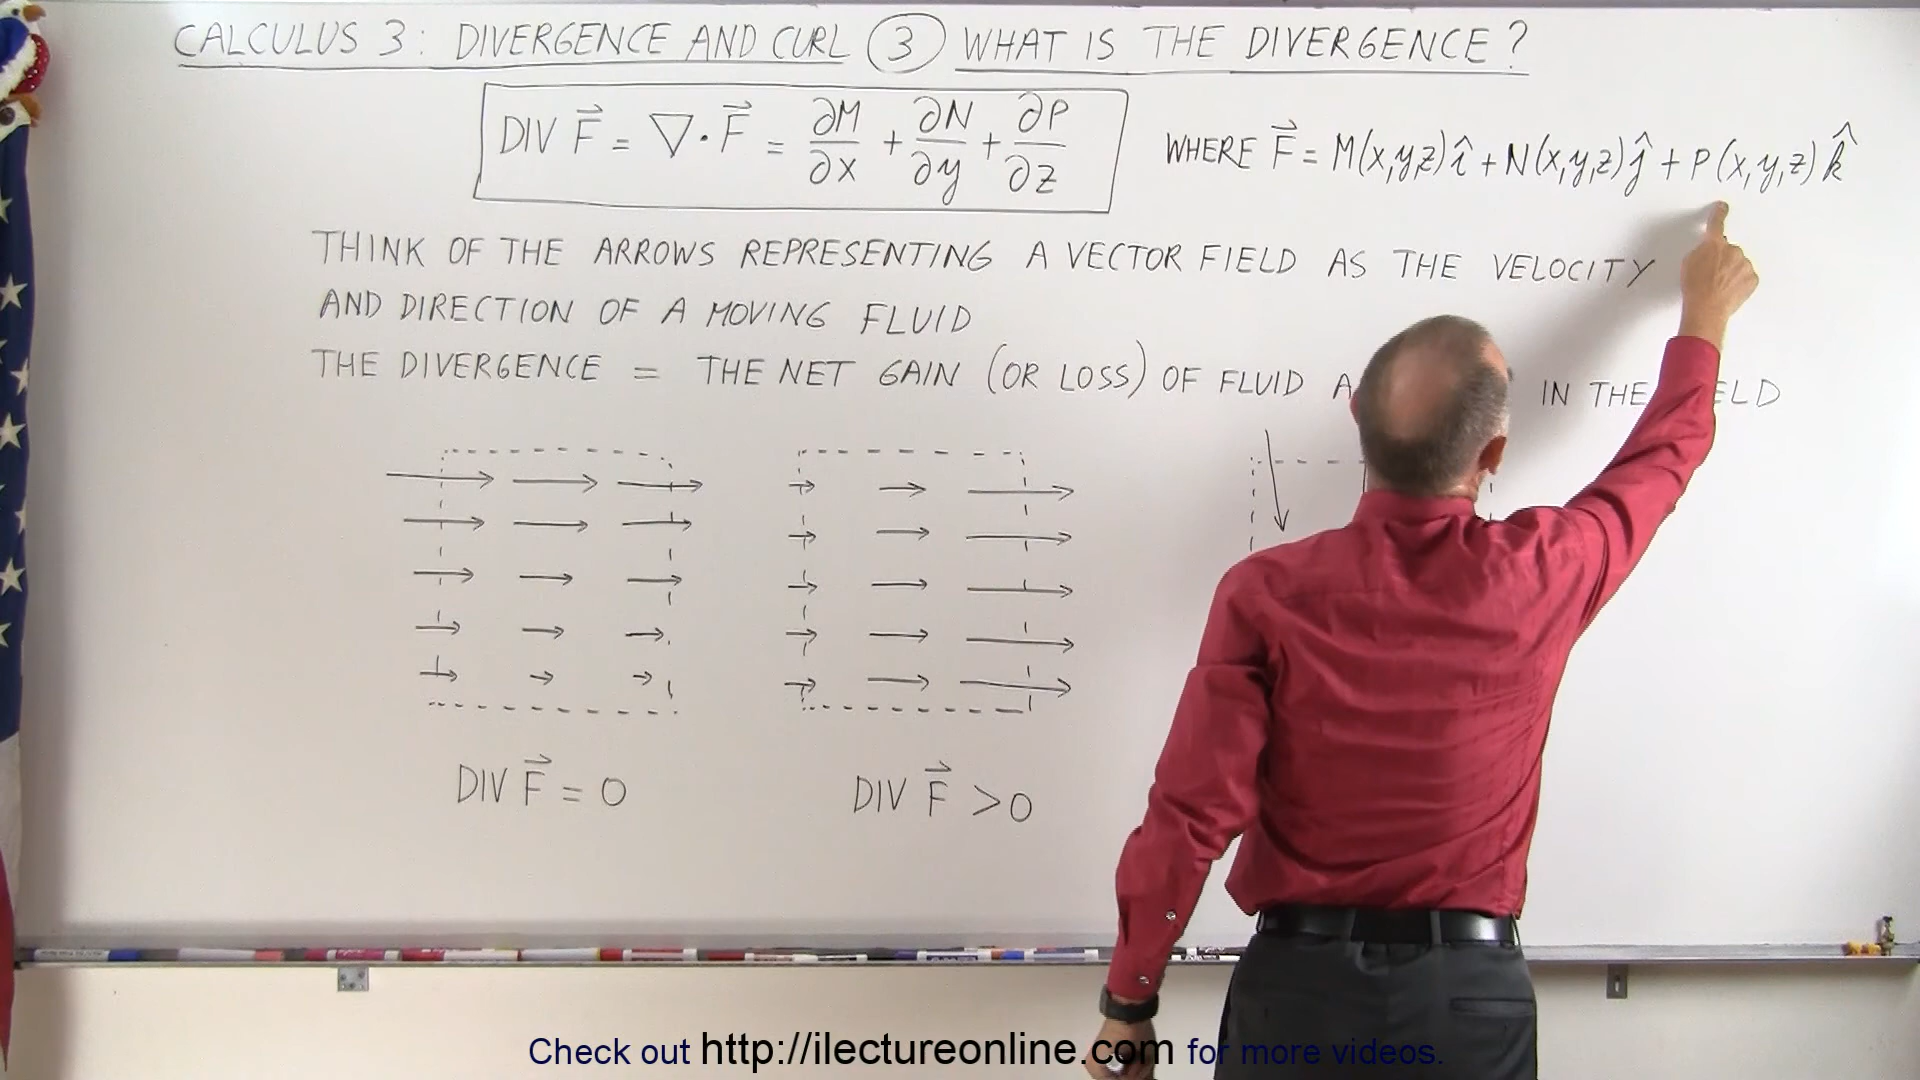 CALCULUS 3: DIVERGENCE AND CURL ③ WHAT IS THE DIVERGENCE?
DIV F⃗ = ∇·F⃗ = ∂M/∂x + ∂N/∂y + ∂P/∂z WHERE F⃗ = M(x,y,z)î + N(x,y,z)ĵ + P(x,y,z)k̂
THINK OF THE ARROWS REPRESENTING A VECTOR FIELD AS THE VELOCITY
AND DIRECTION OF A MOVING FLUID
THE DIVERGENCE = THE NET GAIN (OR LOSS) OF FLUID A IN THE ELD
DIV F⃗ = 0 DIV F⃗ > 0
Check out http://ilectureonline.com for more videos.